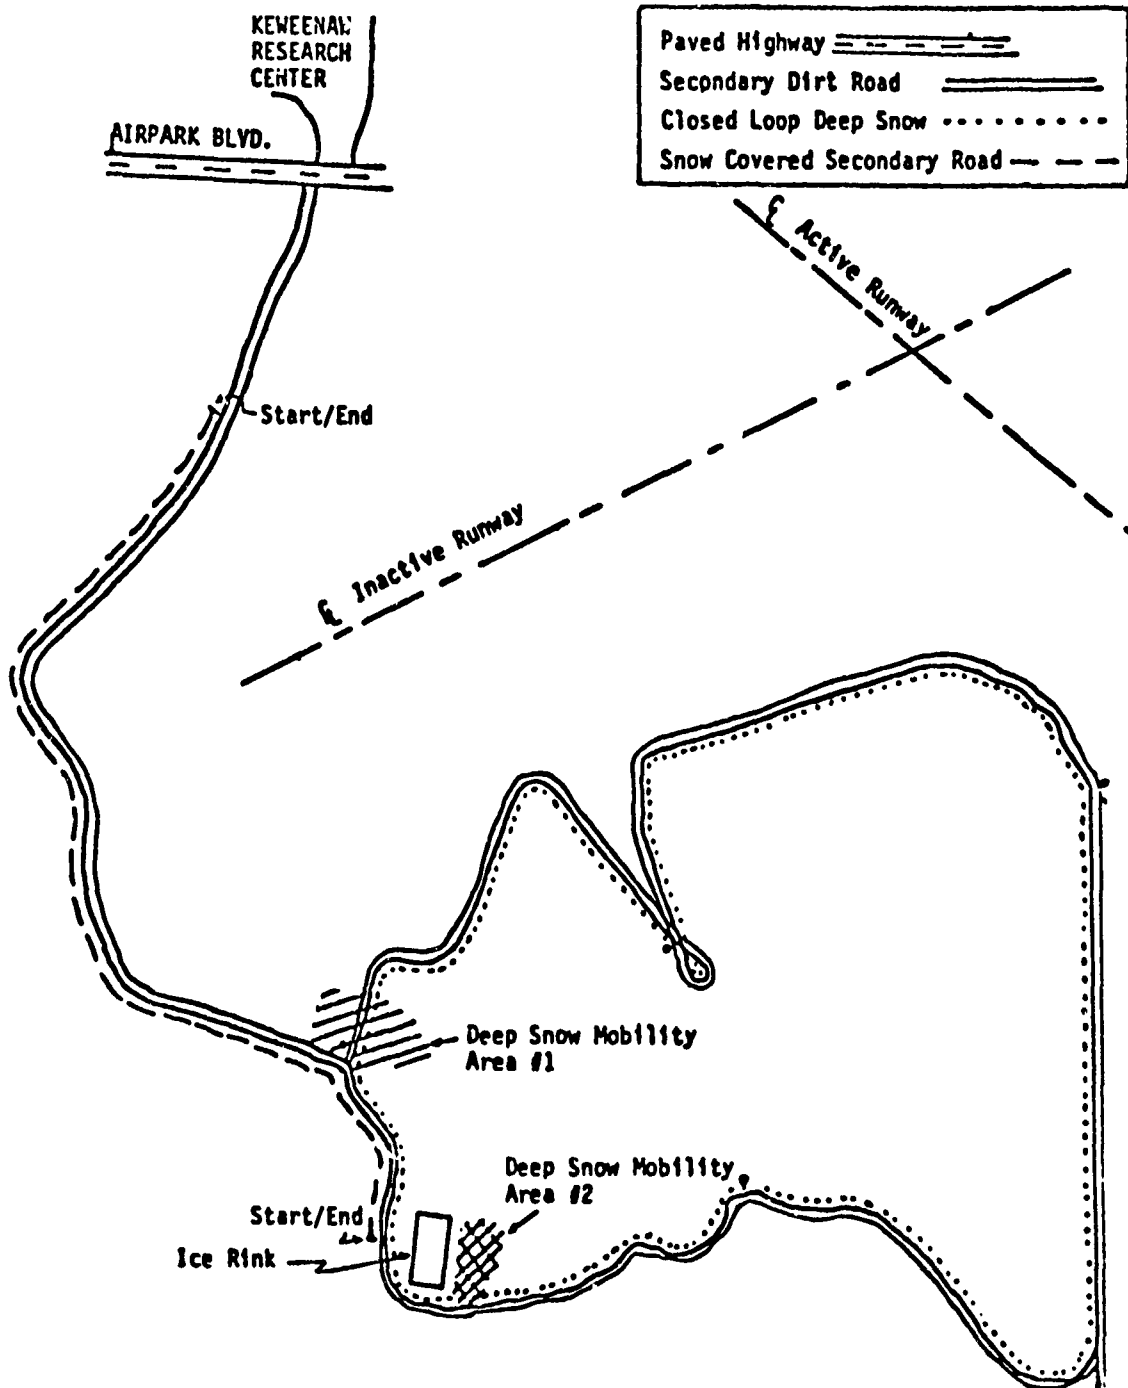 KEWEENAW
RESEARCH
CENTER
AIRPARK BLVD.
Paved Highway
Secondary Dirt Road
Closed Loop Deep Snow
Snow Covered Secondary Road
℄ Active Runway
Start/End
℄ Inactive Runway
Deep Snow Mobility
Area #1
Deep Snow Mobility
Area #2
Start/End
Ice Rink